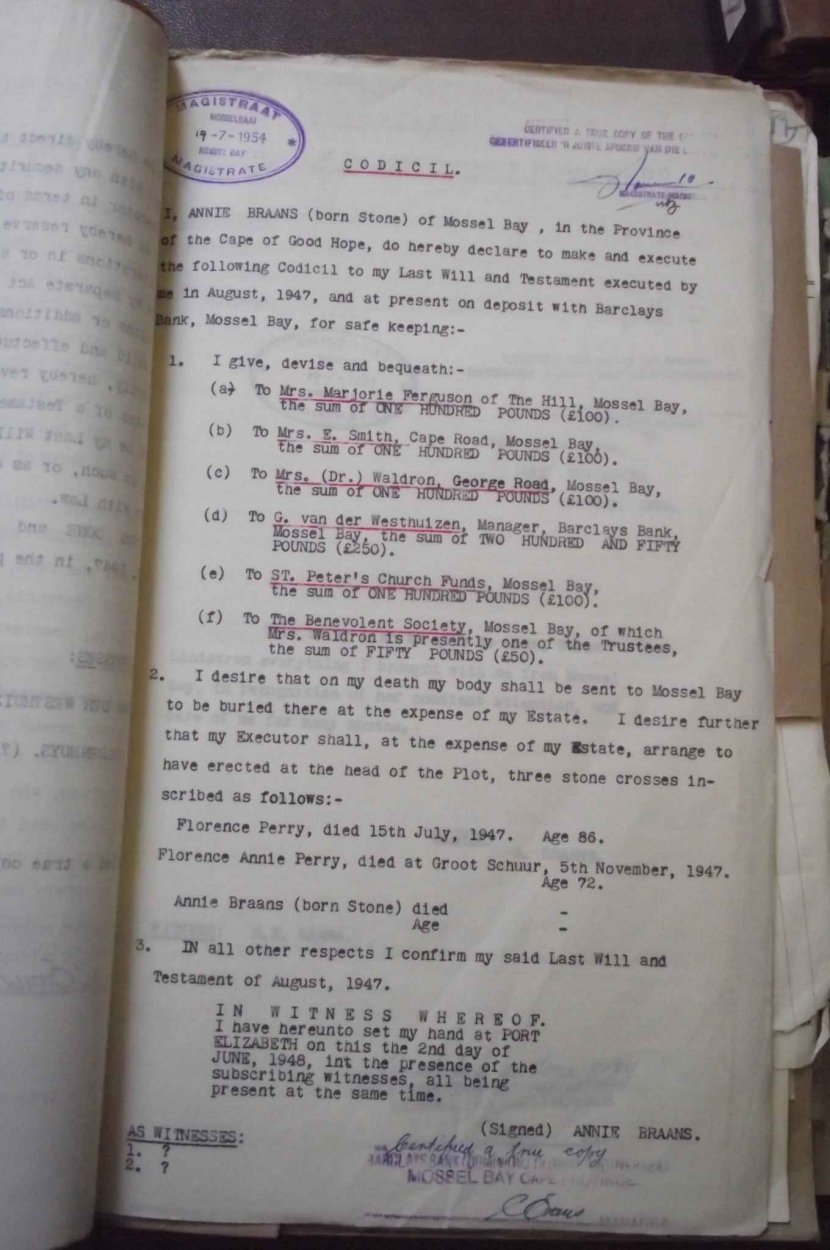 MAGISTRAAT
MOSSELBAAI
19-7-1954
MOSSEL BAY
MAGISTRATE
CERTIFIED A TRUE COPY OF THE
GESERTIFISEER 'N JUISTE AFSKRIF VAN DIE
C O D I C I L.
I, ANNIE BRAANS (born Stone) of Mossel Bay , in the Province
of the Cape of Good Hope, do hereby declare to make and execute
the following Codicil to my Last Will and Testament executed by
me in August, 1947, and at present on deposit with Barclays
Bank, Mossel Bay, for safe keeping:-
1. I give, devise and bequeath:-
(a) To Mrs. Marjorie Ferguson of The Hill, Mossel Bay,
the sum of ONE HUNDRED POUNDS (£100).
(b) To Mrs. E. Smith, Cape Road, Mossel Bay,
the sum of ONE HUNDRED POUNDS (£100).
(c) To Mrs. (Dr.) Waldron, George Road, Mossel Bay,
the sum of ONE HUNDRED POUNDS (£100).
(d) To G. van der Westhuizen, Manager, Barclays Bank,
Mossel Bay, the sum of TWO HUNDRED AND FIFTY
POUNDS (£250).
(e) To ST. Peter's Church Funds, Mossel Bay,
the sum of ONE HUNDRED POUNDS (£100).
(f) To The Benevolent Society, Mossel Bay, of which
Mrs. Waldron is presently one of the Trustees,
the sum of FIFTY POUNDS (£50).
2. I desire that on my death my body shall be sent to Mossel Bay
to be buried there at the expense of my Estate. I desire further
that my Executor shall, at the expense of my Estate, arrange to
have erected at the head of the Plot, three stone crosses in-
scribed as follows:-
Florence Perry, died 15th July, 1947. Age 86.
Florence Annie Perry, died at Groot Schuur, 5th November, 1947.
Age 72.
Annie Braans (born Stone) died -
Age -
3. IN all other respects I confirm my said Last Will and
Testament of August, 1947.
I N W I T N E S S W H E R E O F.
I have hereunto set my hand at PORT
ELIZABETH on this the 2nd day of
JUNE, 1948, int the presence of the
subscribing witnesses, all being
present at the same time.
(Signed) ANNIE BRAANS.
AS WITNESSES:
1. ?
2. ?
Certified a true copy
BARCLAYS BANK
MOSSEL BAY CAPE PROVINCE
C Evans
MANAGER